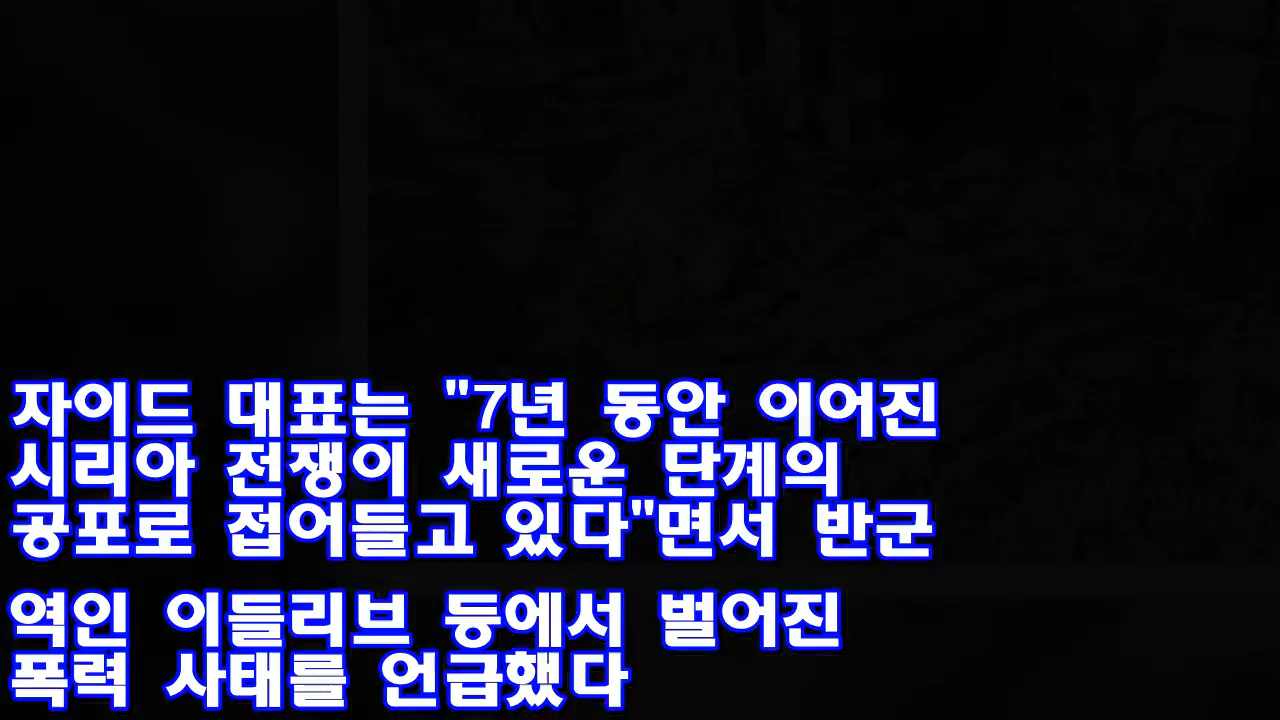 자이드 대표는 "7년 동안 이어진
시리아 전쟁이 새로운 단계의
공포로 접어들고 있다"면서 반군
역인 이들리브 등에서 벌어진
폭력 사태를 언급했다